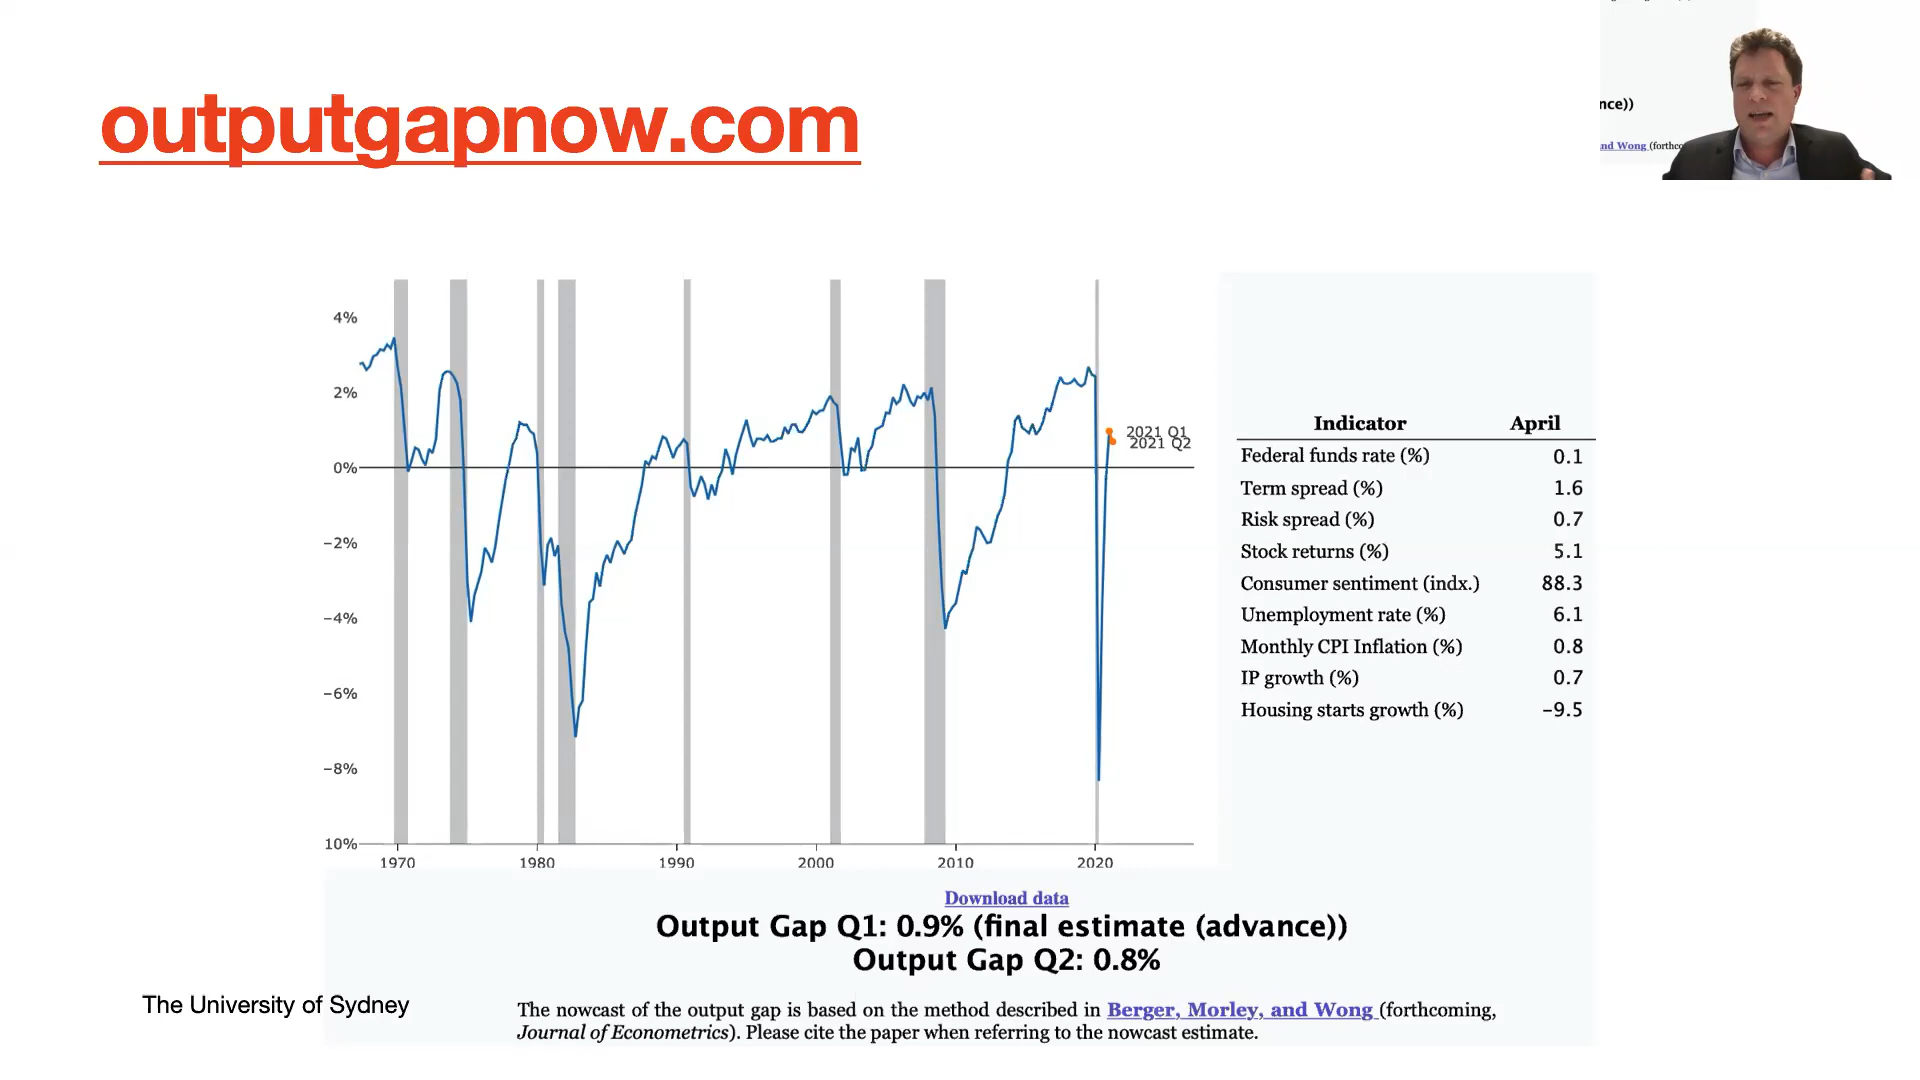 outputgapnow.com
nce))
nd Wong (forthc
4%
2%
0%
−2%
−4%
−6%
−8%
10%
1970 1980 1990 2000 2010 2020
2021 Q1
2021 Q2
Indicator April
Federal funds rate (%) 0.1
Term spread (%) 1.6
Risk spread (%) 0.7
Stock returns (%) 5.1
Consumer sentiment (indx.) 88.3
Unemployment rate (%) 6.1
Monthly CPI Inflation (%) 0.8
IP growth (%) 0.7
Housing starts growth (%) −9.5
Download data
Output Gap Q1: 0.9% (final estimate (advance))
Output Gap Q2: 0.8%
The University of Sydney
The nowcast of the output gap is based on the method described in Berger, Morley, and Wong (forthcoming,
Journal of Econometrics). Please cite the paper when referring to the nowcast estimate.